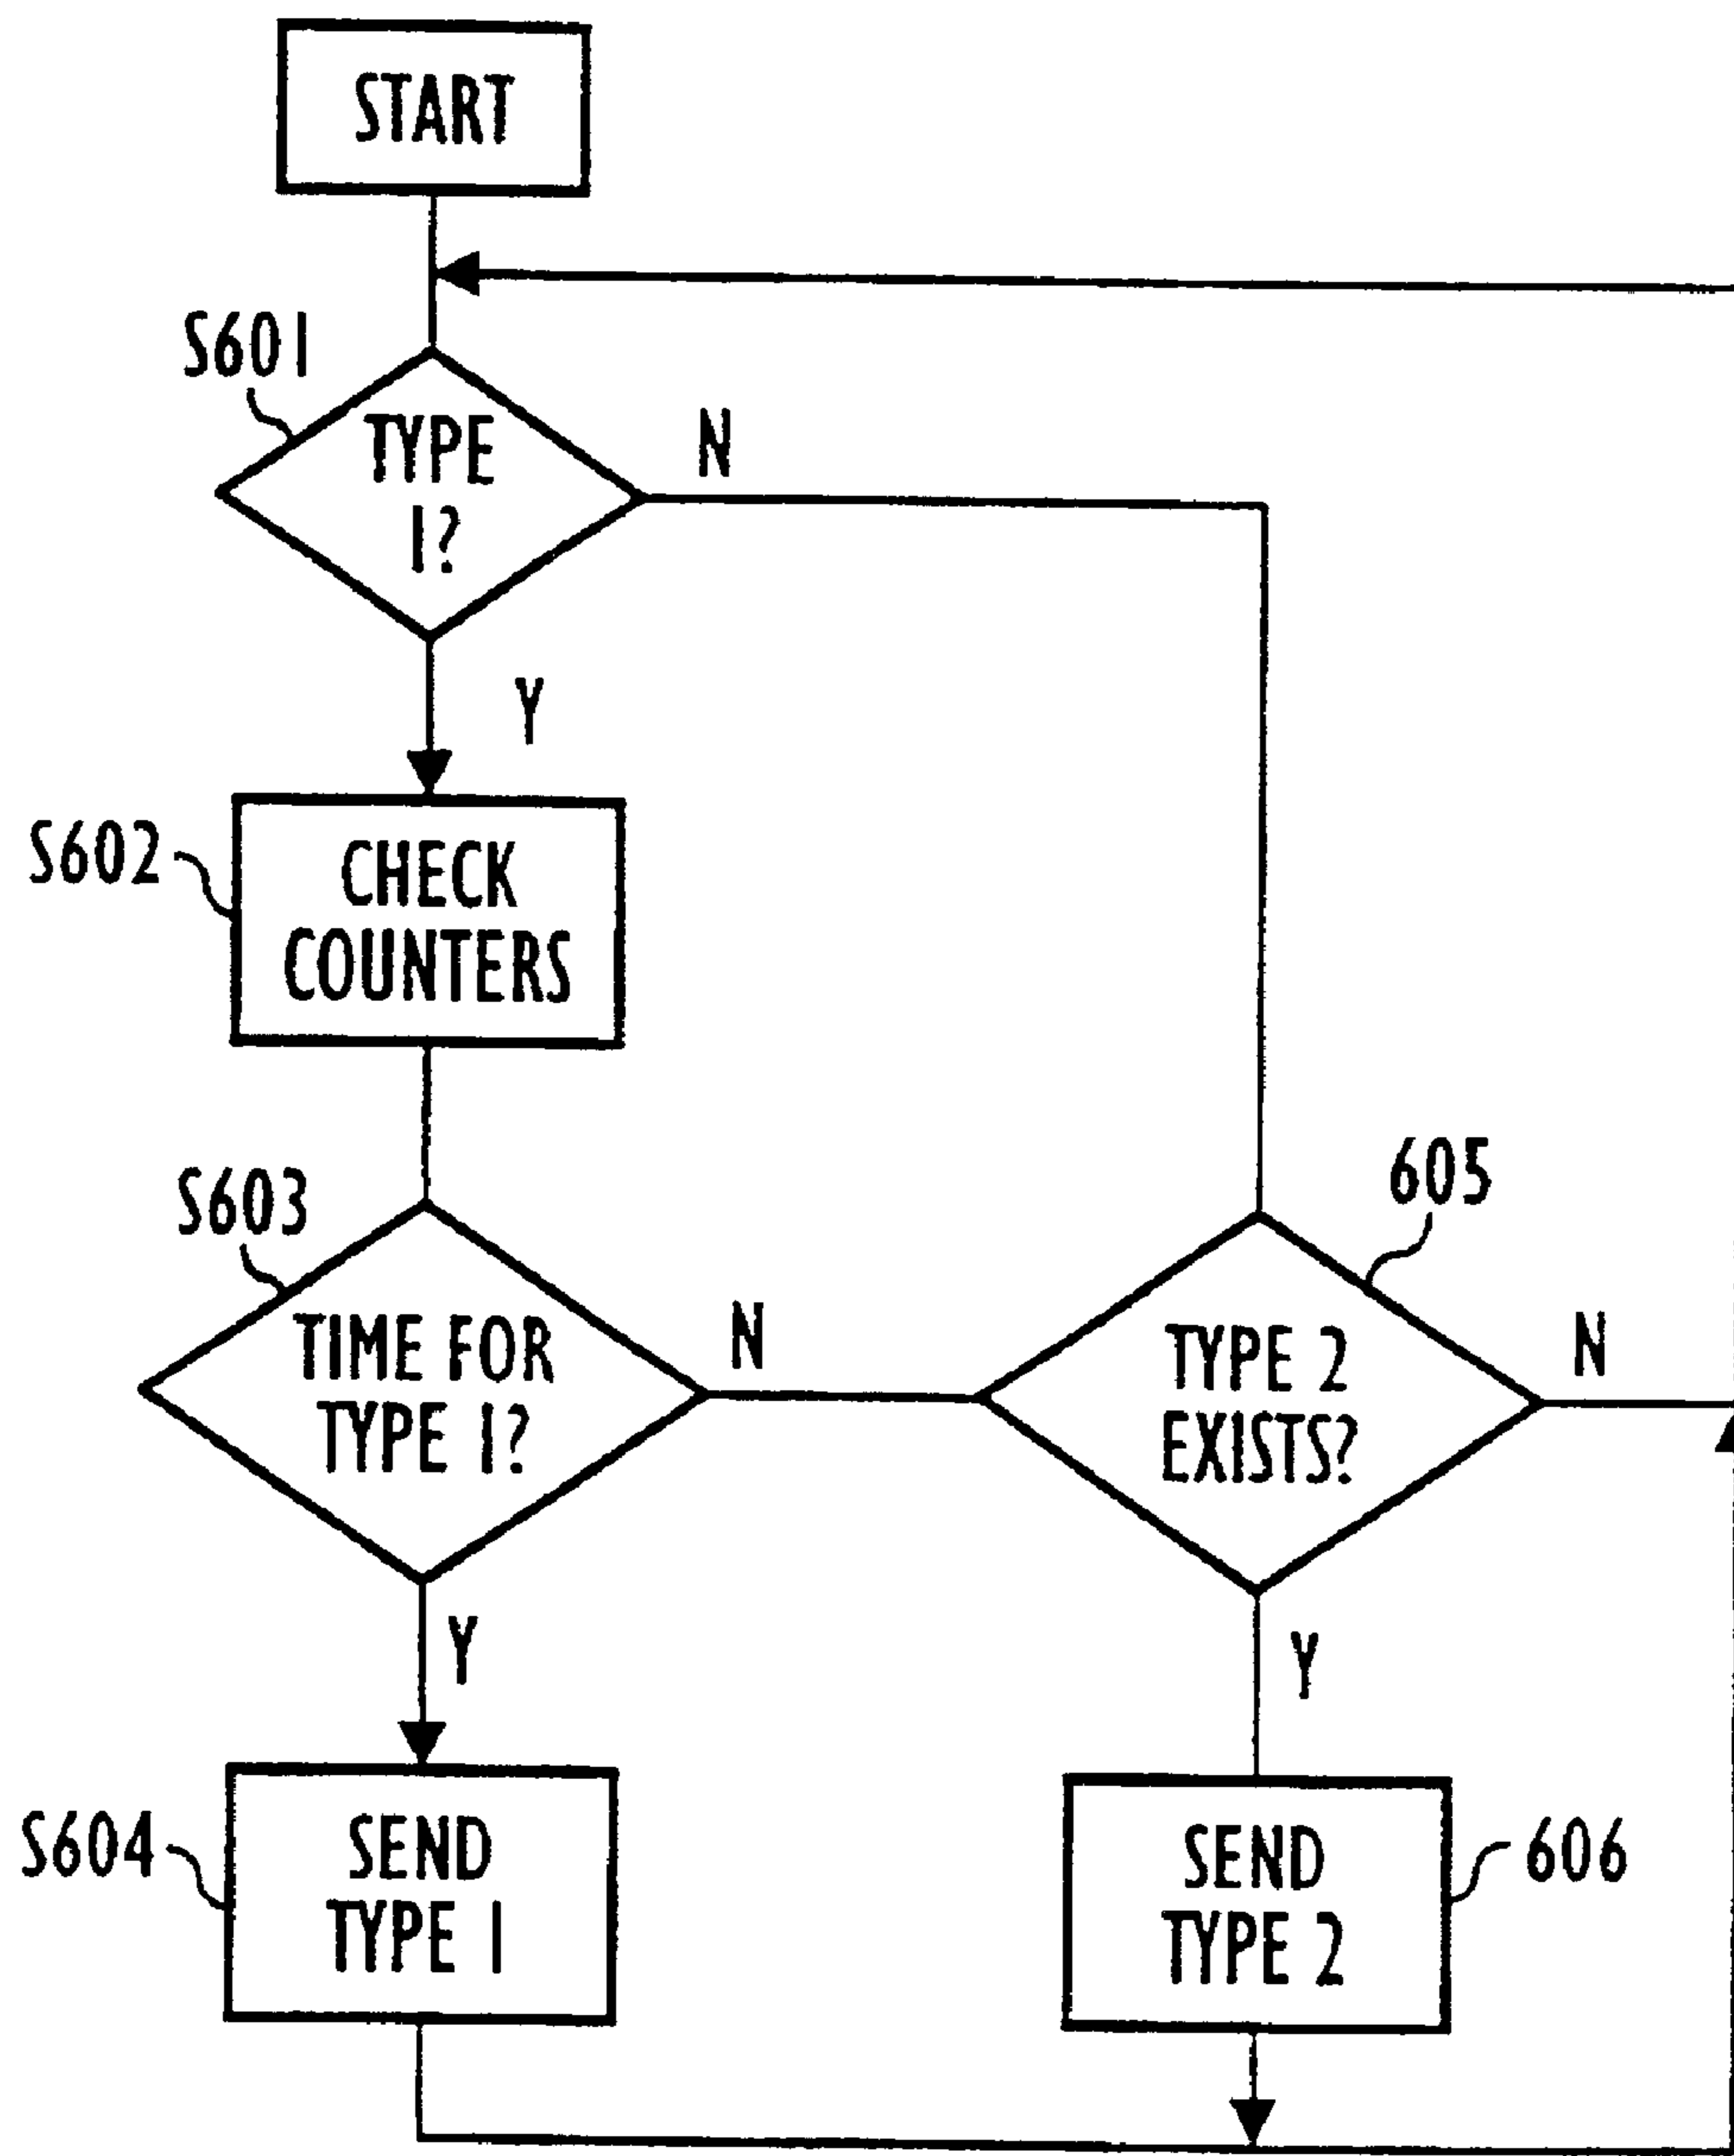 START
S601
TYPE
1?
N
Y
S602
CHECK
COUNTERS
S603
TIME FOR
TYPE 1?
N
605
TYPE 2
EXISTS?
N
Y
Y
S604
SEND
TYPE 1
SEND
TYPE 2
606